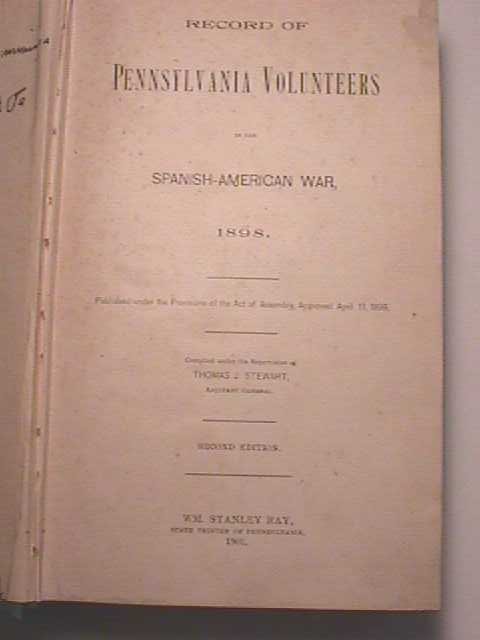 RECORD OF
PENNSYLVANIA VOLUNTEERS
IN THE
SPANISH-AMERICAN WAR,
1898.
Published under the Provisions of the Act of Assembly, Approved April 13, 1899.
Compiled under the Supervision of
THOMAS J. STEWART,
Adjutant General.
SECOND EDITION.
WM. STANLEY RAY,
STATE PRINTER OF PENNSYLVANIA,
1901.